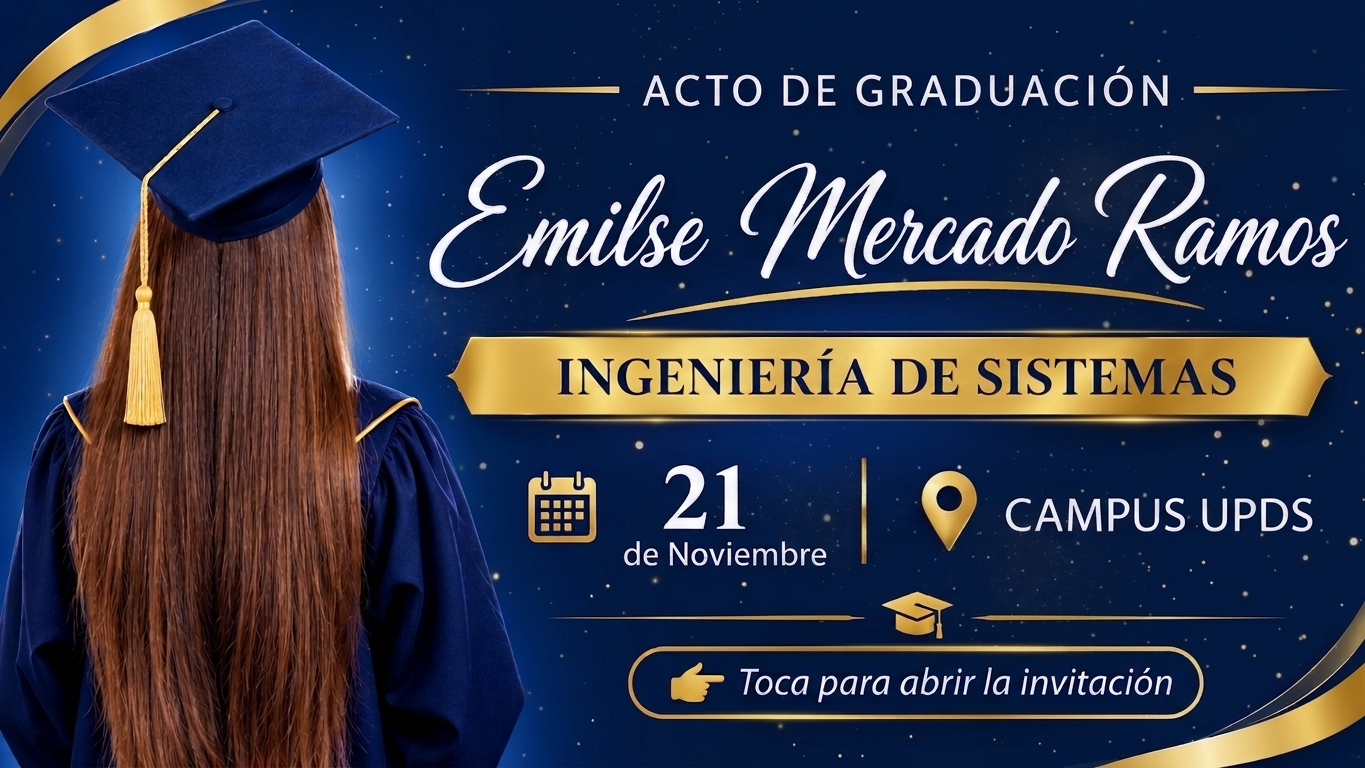 ACTO DE GRADUACIÓN
Emilse Mercado Ramos
INGENIERÍA DE SISTEMAS
21
de Noviembre
CAMPUS UPDS
Toca para abrir la invitación